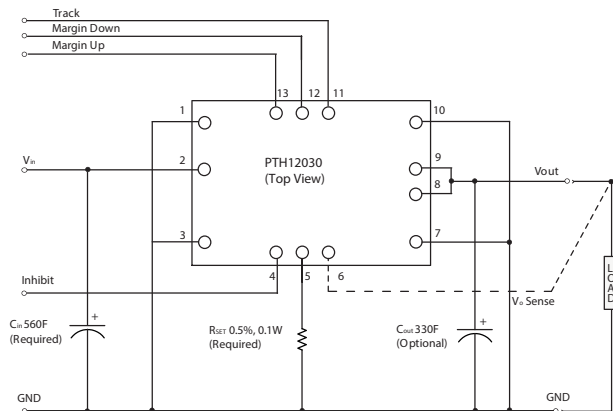 Track
Margin Down
Margin Up
13 12 11
1
10
Vin
2
PTH12030
(Top View)
9
8
Vout
3
7
4 5 6
Inhibit
Vo Sense
LOAD
Cin 560F
(Required)
RSET 0.5%, 0.1W
(Required)
Cout 330F
(Optional)
+
+
GND
GND